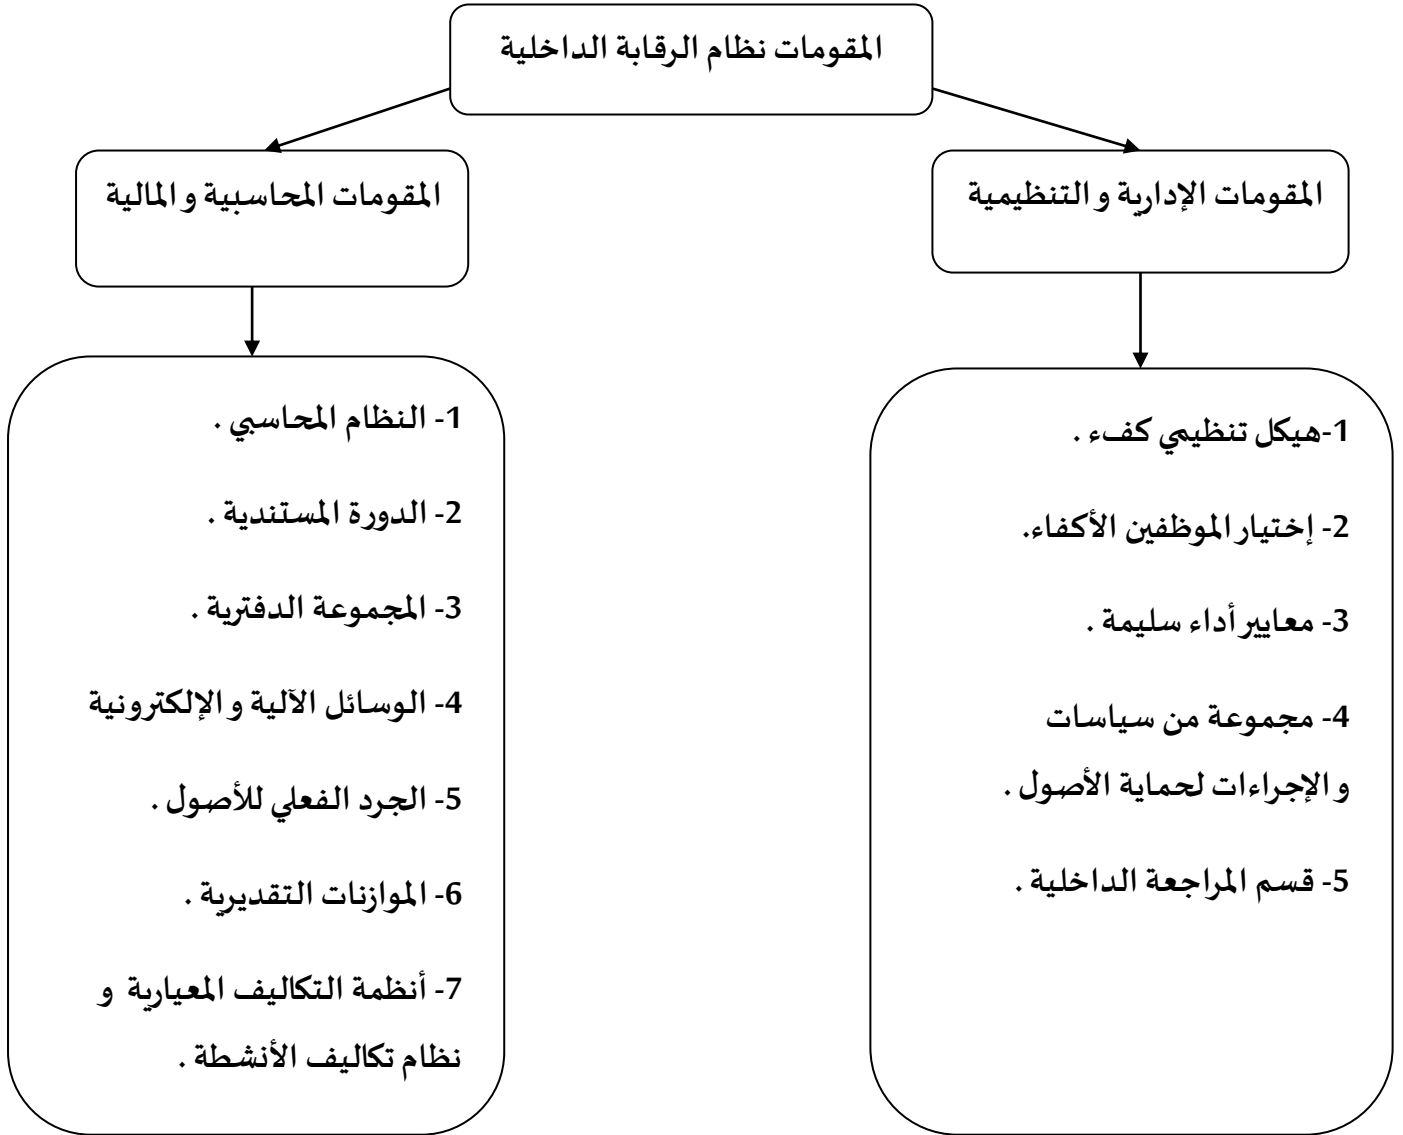 المقومات نظام الرقابة الداخلية
المقومات الإدارية و التنظيمية
1-هيكل تنظيمي كفء .
2- إختيار الموظفين الأكفاء.
3- معايير أداء سليمة .
4- مجموعة من سياسات
و الإجراءات لحماية الأصول .
5- قسم المراجعة الداخلية .
المقومات المحاسبية و المالية
1- النظام المحاسبي .
2- الدورة المستندية .
3- المجموعة الدفترية .
4- الوسائل الآلية و الإلكترونية
5- الجرد الفعلي للأصول .
6- الموازنات التقديرية .
7- أنظمة التكاليف المعيارية و
نظام تكاليف الأنشطة .